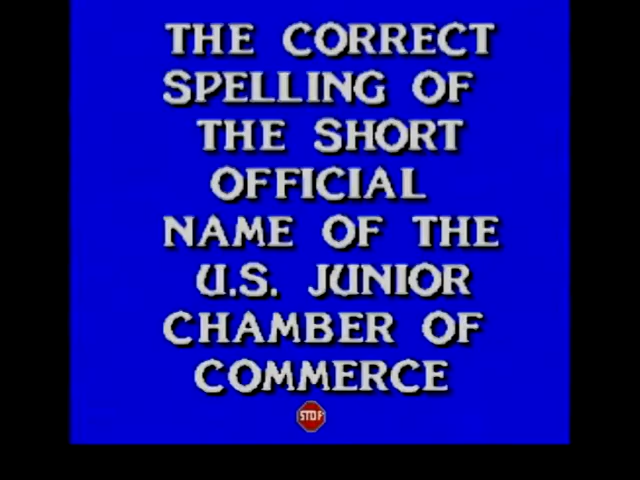 THE CORRECT
SPELLING OF
THE SHORT
OFFICIAL
NAME OF THE
U.S. JUNIOR
CHAMBER OF
COMMERCE
STOP